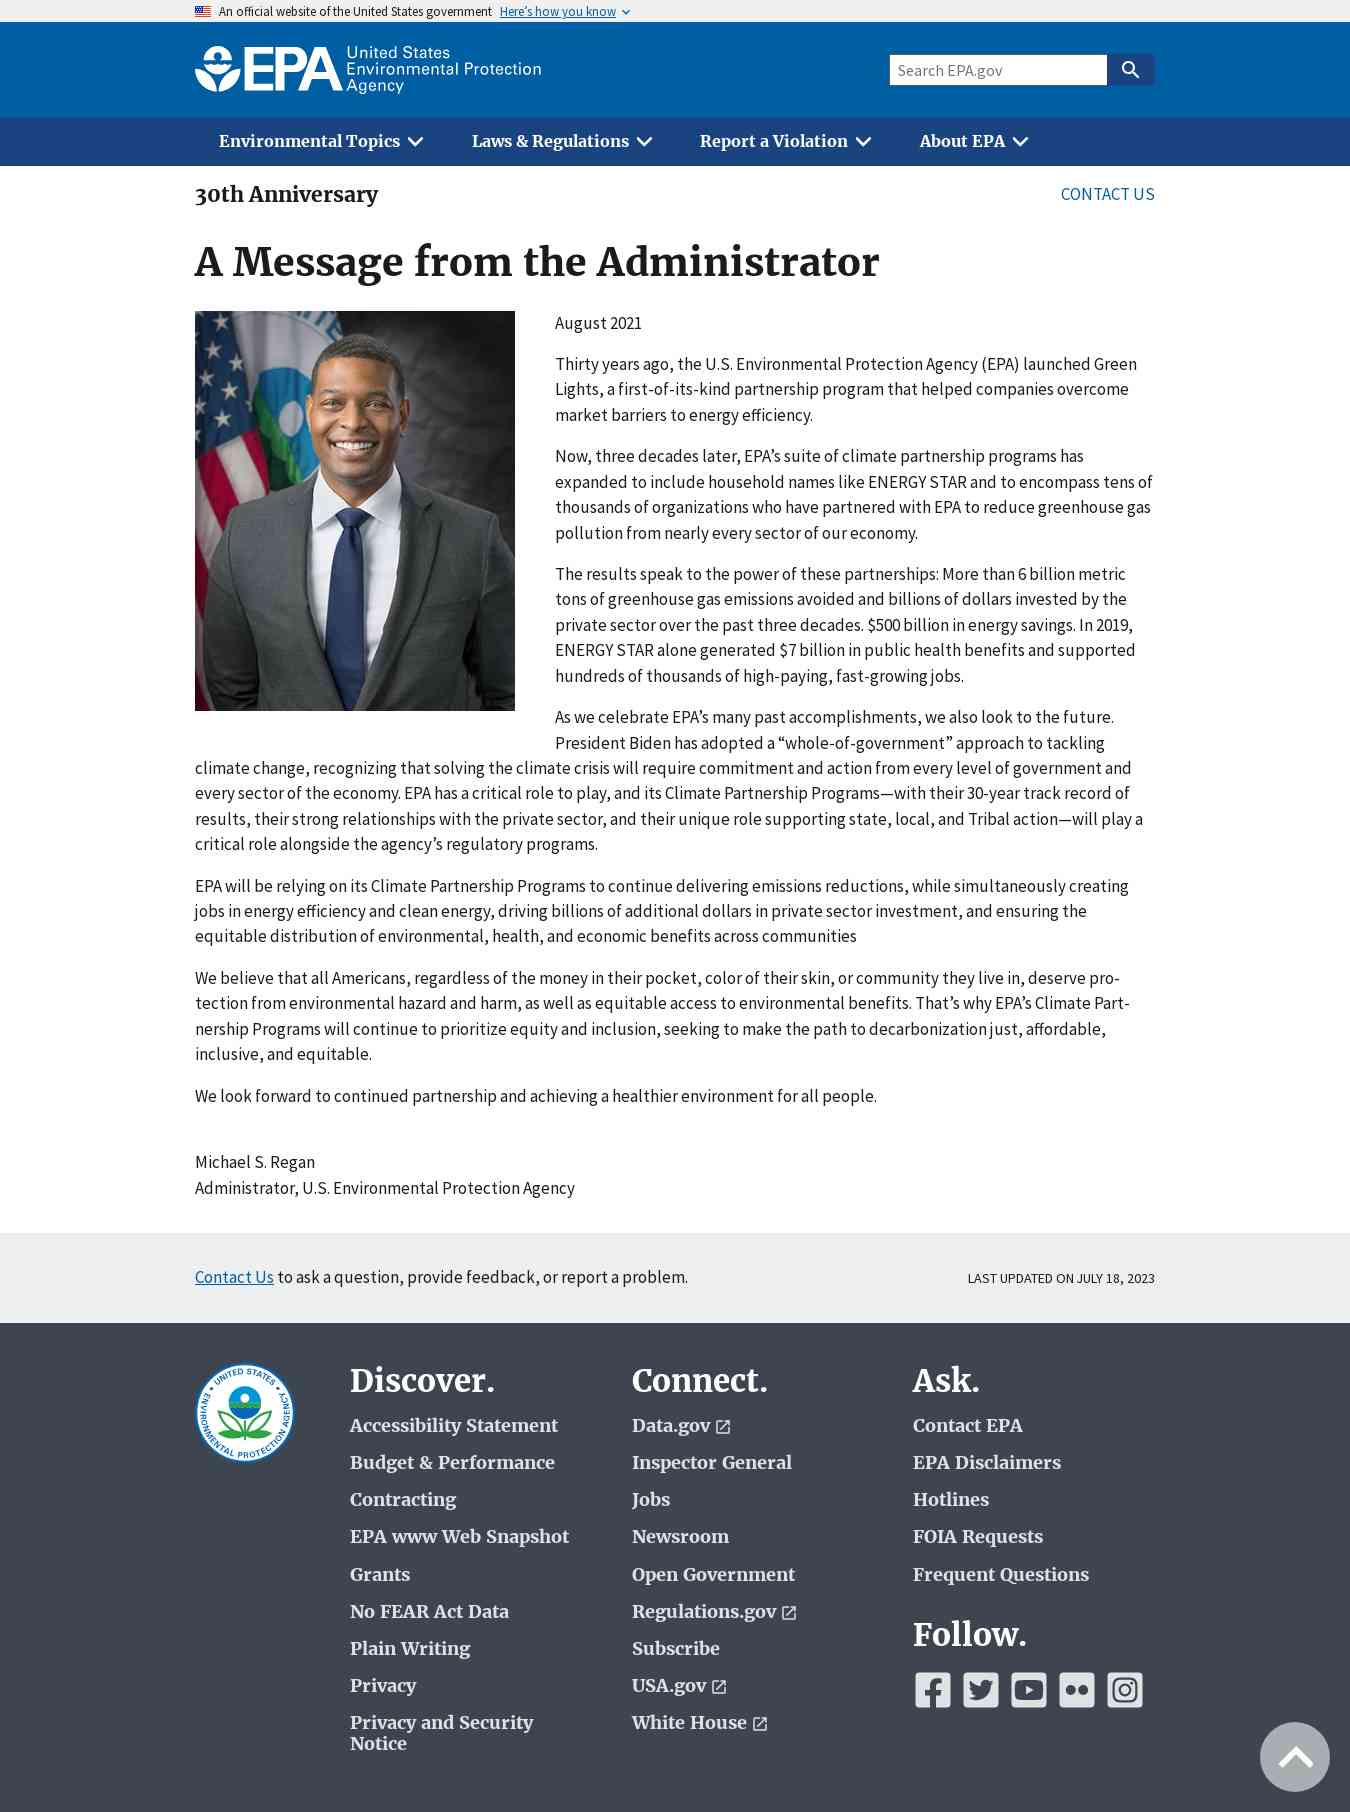 An official website of the United States government Here's how you know
EPA United States
Environmental Protection
Agency
Search EPA.gov
Environmental Topics Laws & Regulations Report a Violation About EPA
30th Anniversary CONTACT US
A Message from the Administrator
August 2021
Thirty years ago, the U.S. Environmental Protection Agency (EPA) launched Green
Lights, a first-of-its-kind partnership program that helped companies overcome
market barriers to energy efficiency.
Now, three decades later, EPA’s suite of climate partnership programs has
expanded to include household names like ENERGY STAR and to encompass tens of
thousands of organizations who have partnered with EPA to reduce greenhouse gas
pollution from nearly every sector of our economy.
The results speak to the power of these partnerships: More than 6 billion metric
tons of greenhouse gas emissions avoided and billions of dollars invested by the
private sector over the past three decades. $500 billion in energy savings. In 2019,
ENERGY STAR alone generated $7 billion in public health benefits and supported
hundreds of thousands of high-paying, fast-growing jobs.
As we celebrate EPA’s many past accomplishments, we also look to the future.
President Biden has adopted a “whole-of-government” approach to tackling
climate change, recognizing that solving the climate crisis will require commitment and action from every level of government and
every sector of the economy. EPA has a critical role to play, and its Climate Partnership Programs—with their 30-year track record of
results, their strong relationships with the private sector, and their unique role supporting state, local, and Tribal action—will play a
critical role alongside the agency’s regulatory programs.
EPA will be relying on its Climate Partnership Programs to continue delivering emissions reductions, while simultaneously creating
jobs in energy efficiency and clean energy, driving billions of additional dollars in private sector investment, and ensuring the
equitable distribution of environmental, health, and economic benefits across communities
We believe that all Americans, regardless of the money in their pocket, color of their skin, or community they live in, deserve pro-
tection from environmental hazard and harm, as well as equitable access to environmental benefits. That’s why EPA’s Climate Part-
nership Programs will continue to prioritize equity and inclusion, seeking to make the path to decarbonization just, affordable,
inclusive, and equitable.
We look forward to continued partnership and achieving a healthier environment for all people.
Michael S. Regan
Administrator, U.S. Environmental Protection Agency
Contact Us to ask a question, provide feedback, or report a problem. LAST UPDATED ON JULY 18, 2023
UNITED STATES
ENVIRONMENTAL PROTECTION AGENCY
Discover.
Accessibility Statement
Budget & Performance
Contracting
EPA www Web Snapshot
Grants
No FEAR Act Data
Plain Writing
Privacy
Privacy and Security
Notice
Connect.
Data.gov
Inspector General
Jobs
Newsroom
Open Government
Regulations.gov
Subscribe
USA.gov
White House
Ask.
Contact EPA
EPA Disclaimers
Hotlines
FOIA Requests
Frequent Questions
Follow.